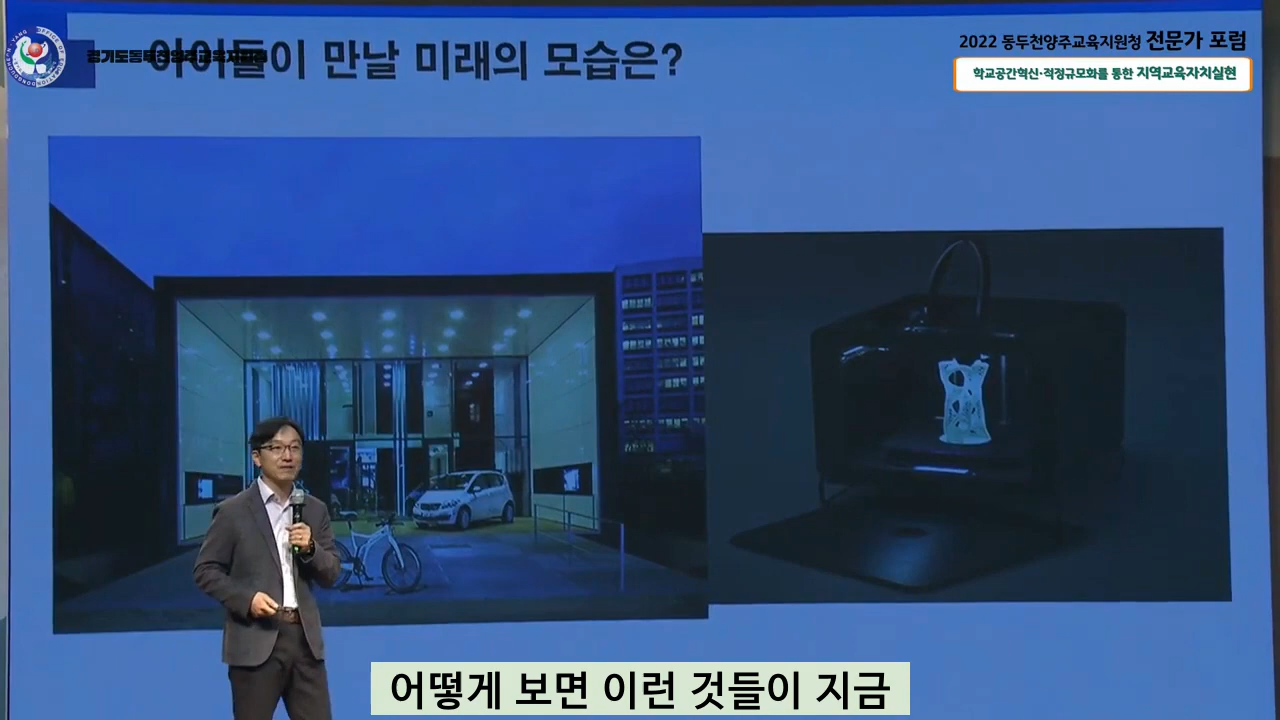 아이들이 만날 미래의 모습은?
2022 동두천양주교육지원청 전문가 포럼
학교공간혁신·적정규모화를 통한 지역교육자치실현
어떻게 보면 이런 것들이 지금